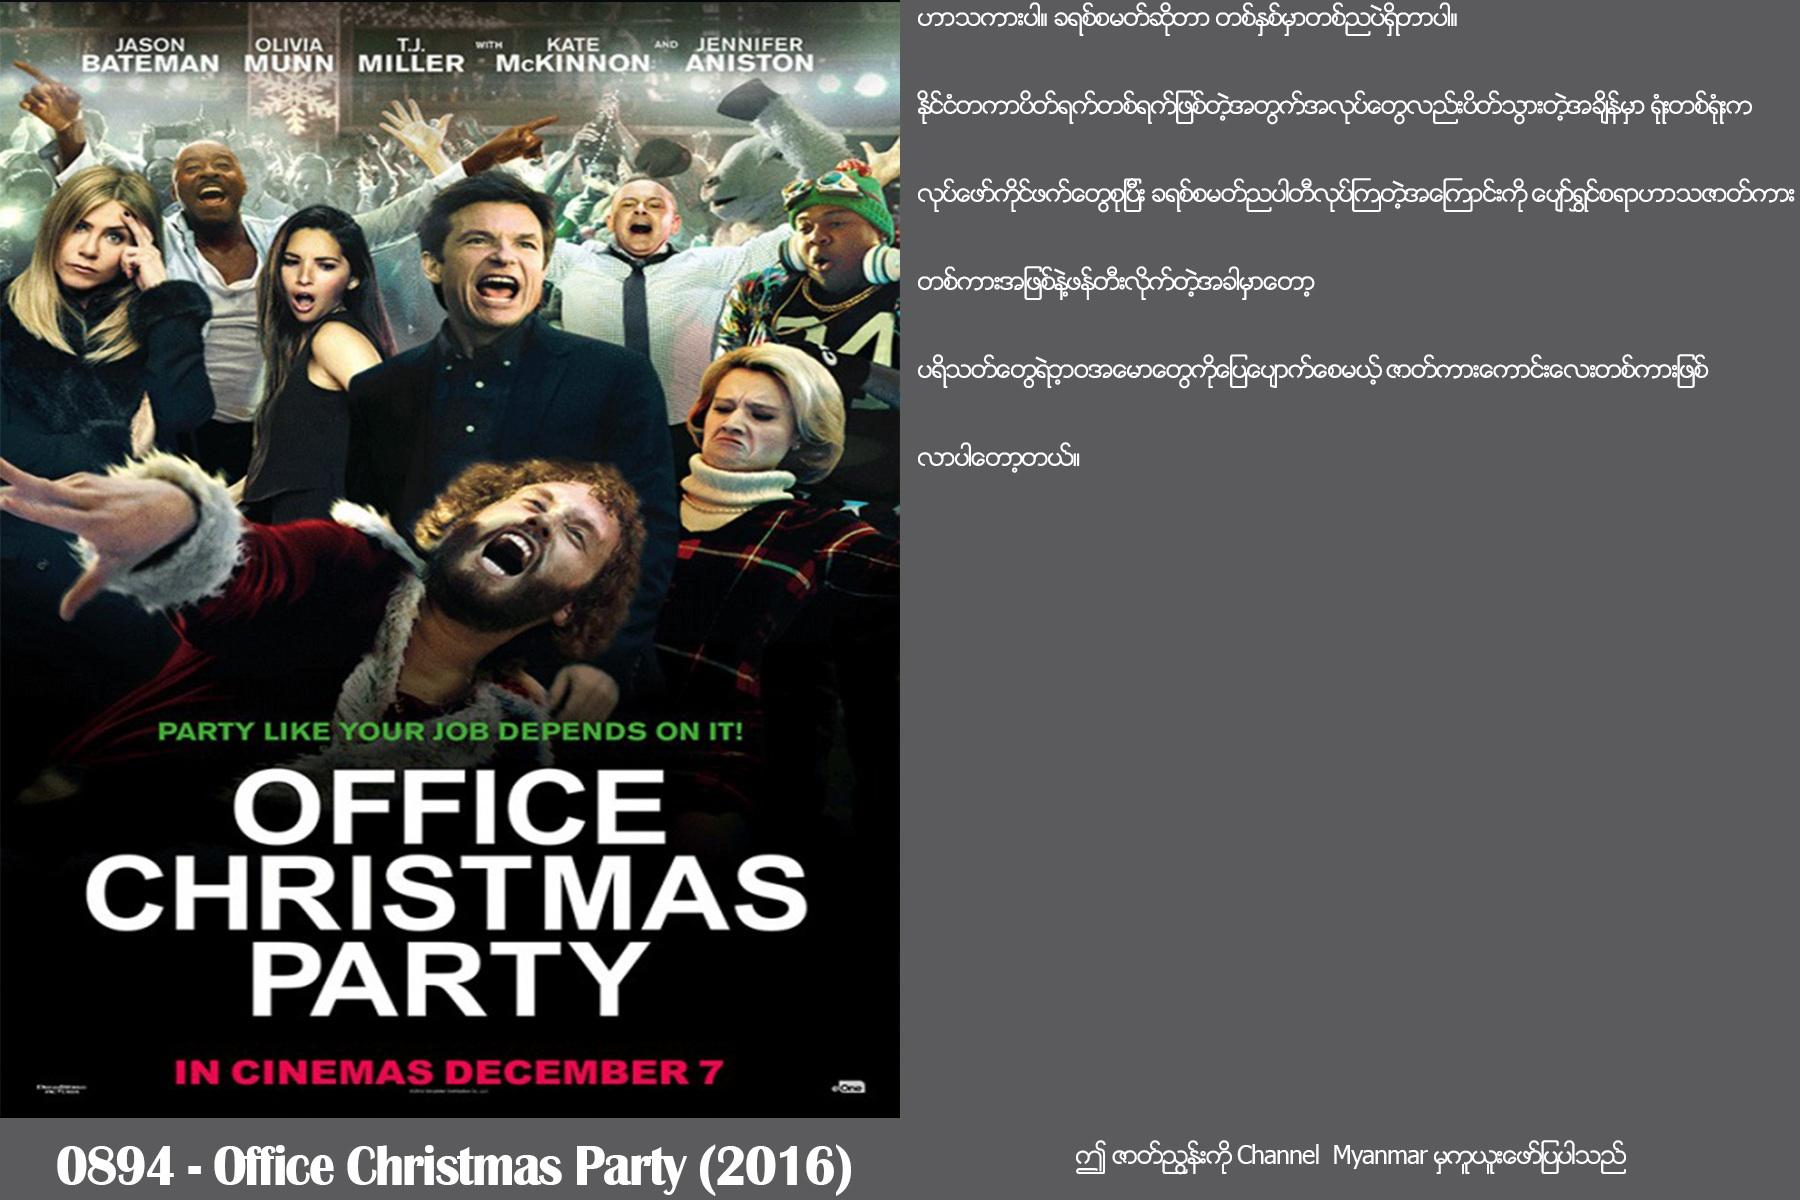 JASON BATEMAN OLIVIA MUNN T.J. MILLER WITH KATE McKINNON AND JENNIFER ANISTON
PARTY LIKE YOUR JOB DEPENDS ON IT!
OFFICE
CHRISTMAS
PARTY
IN CINEMAS DECEMBER 7
eOne
0894 - Office Christmas Party (2016)
ဟာသကားပါ။ ခရစ်စမတ်ဆိုတာ တစ်နှစ်မှာတစ်ညပဲရှိတာပါ။
နိုင်ငံတကာပိတ်ရက်တစ်ရက်ဖြစ်တဲ့အတွက်အလုပ်တွေလည်းပိတ်သွားတဲ့အချိန်မှာ ရုံးတစ်ရုံးက
လုပ်ဖော်ကိုင်ဖက်တွေစုပြီး ခရစ်စမတ်ညပါတီလုပ်ကြတဲ့အကြောင်းကို ပျော်ရွှင်စရာဟာသဇာတ်ကား
တစ်ကားအဖြစ်နဲ့ဖန်တီးလိုက်တဲ့အခါမှာတော့
ပရိသတ်တွေရဲ့ဘ၀အမောတွေကိုပြေပျောက်စေမယ့် ဇာတ်ကားကောင်းလေးတစ်ကားဖြစ်
လာပါတော့တယ်။
ဤ ဇာတ်ညွှန်းကို Channel Myanmar မှကူယူးဖော်ပြပါသည်